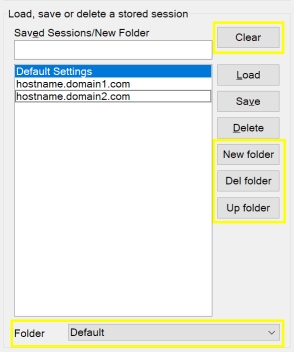 Load, save or delete a stored session
Saved Sessions/New Folder
Clear
Default Settings
hostname.domain1.com
hostname.domain2.com
Load
Save
Delete
New folder
Del folder
Up folder
Folder
Default